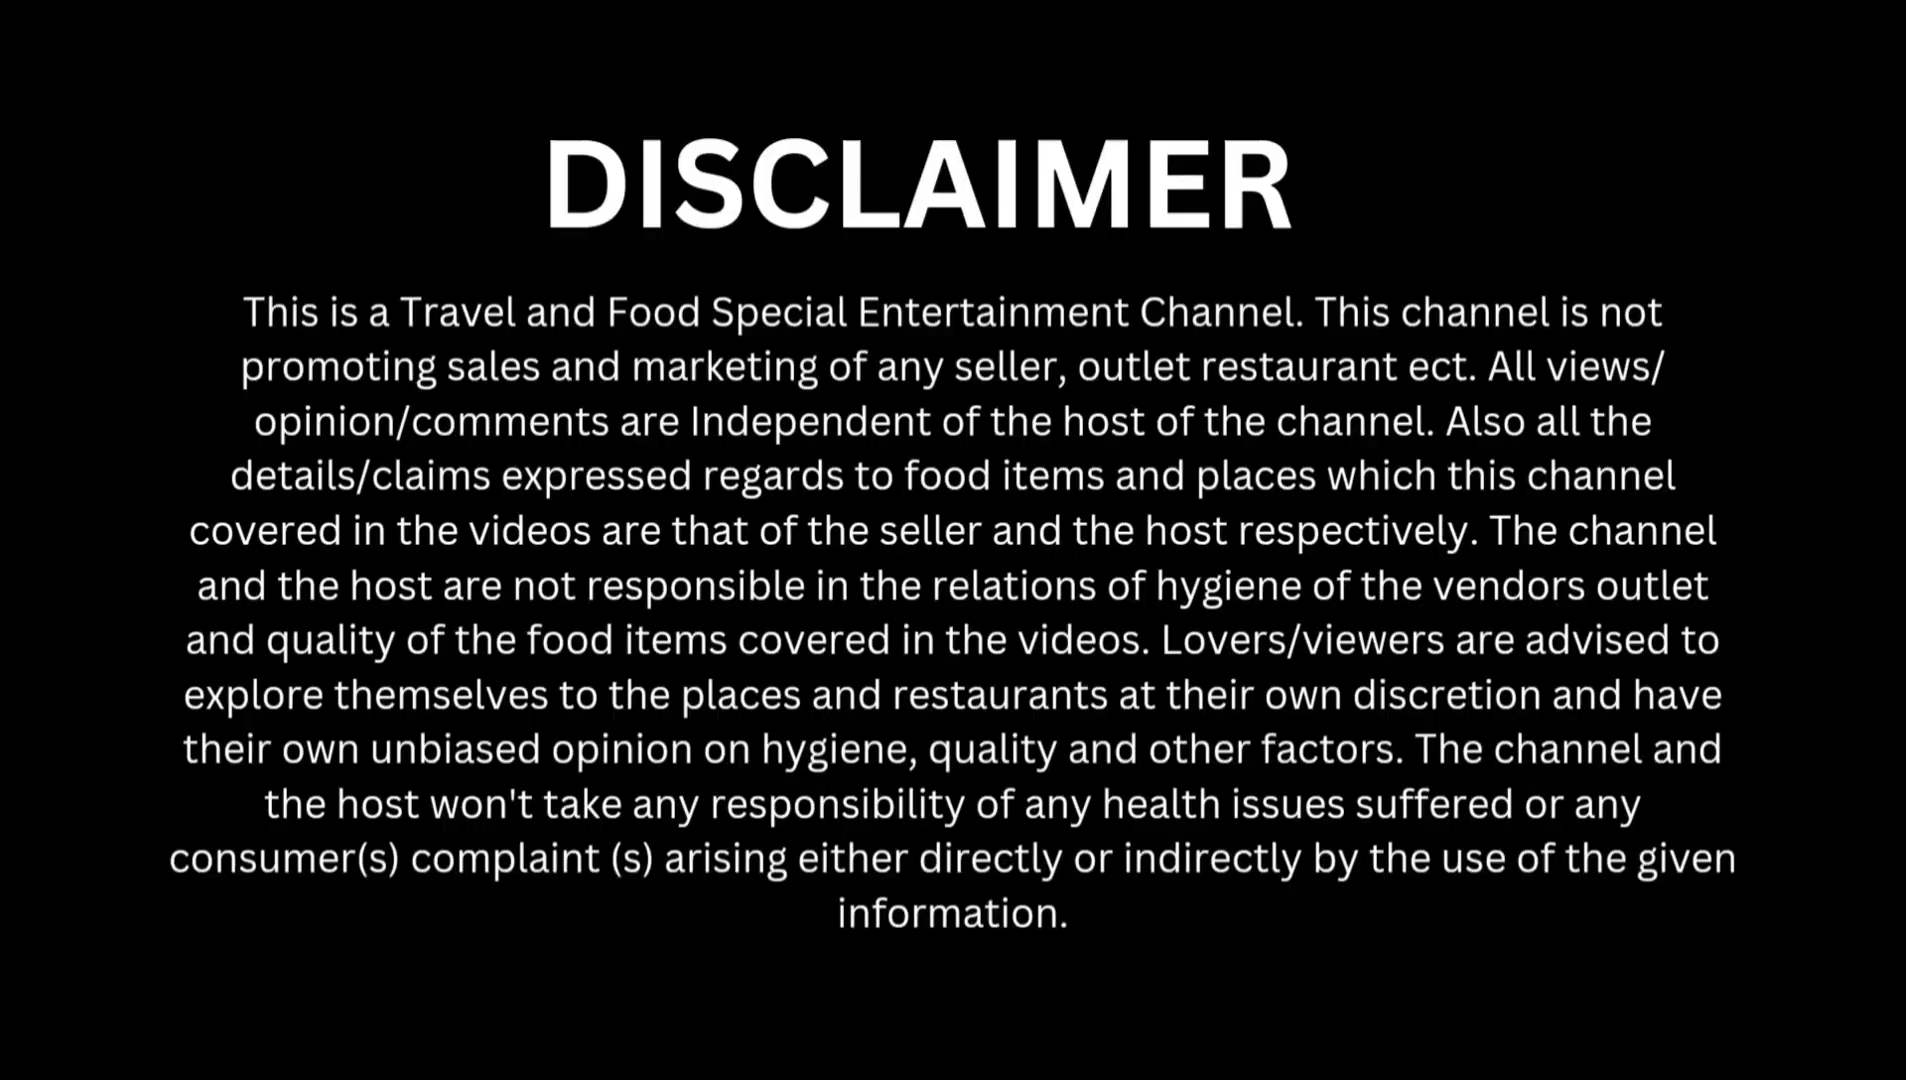 DISCLAIMER
This is a Travel and Food Special Entertainment Channel. This channel is not
promoting sales and marketing of any seller, outlet restaurant ect. All views/
opinion/comments are Independent of the host of the channel. Also all the
details/claims expressed regards to food items and places which this channel
covered in the videos are that of the seller and the host respectively. The channel
and the host are not responsible in the relations of hygiene of the vendors outlet
and quality of the food items covered in the videos. Lovers/viewers are advised to
explore themselves to the places and restaurants at their own discretion and have
their own unbiased opinion on hygiene, quality and other factors. The channel and
the host won't take any responsibility of any health issues suffered or any
consumer(s) complaint (s) arising either directly or indirectly by the use of the given
information.